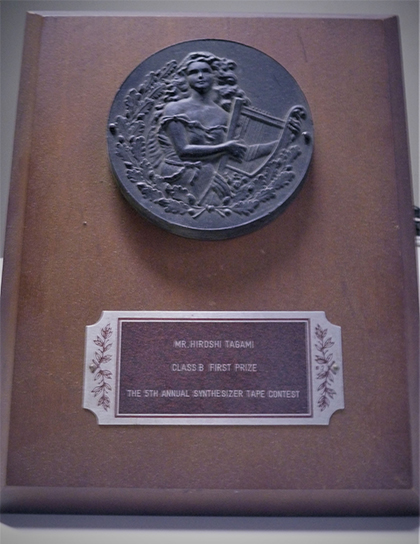 MR. HIROSHI TAGAMI
CLASS B FIRST PRIZE
THE 5TH ANNUAL SYNTHESIZER TAPE CONTEST